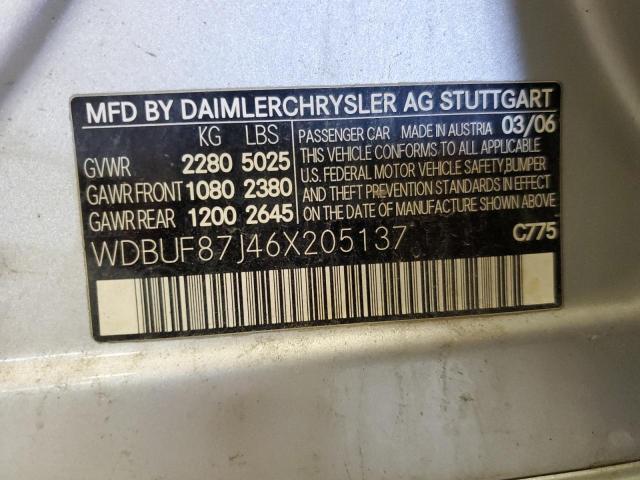 MFD BY DAIMLERCHRYSLER AG STUTTGART
KG LBS
GVWR 2280 5025
GAWR FRONT 1080 2380
GAWR REAR 1200 2645
PASSENGER CAR MADE IN AUSTRIA 03/06
THIS VEHICLE CONFORMS TO ALL APPLICABLE
U.S. FEDERAL MOTOR VEHICLE SAFETY, BUMPER
AND THEFT PREVENTION STANDARDS IN EFFECT
ON THE DATE OF MANUFACTURE SHOWN ABOVE.
WDBUF87J46X205137
C775